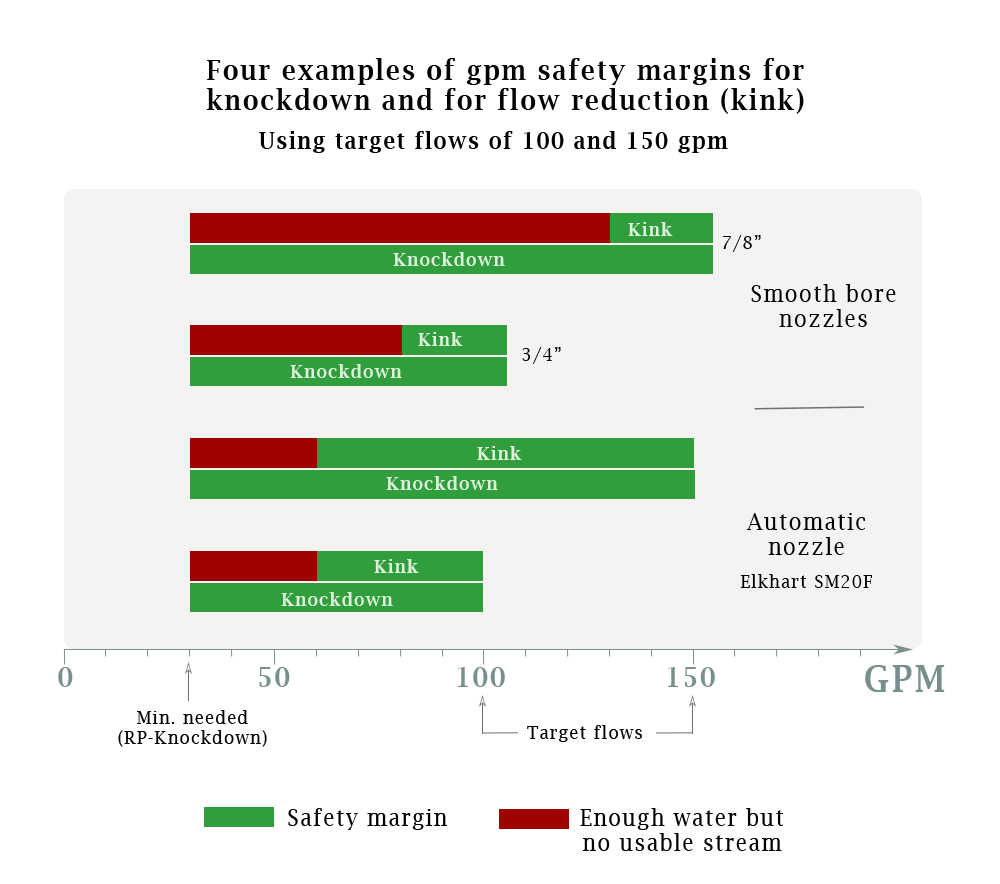 Four examples of gpm safety margins for
knockdown and for flow reduction (kink)
Using target flows of 100 and 150 gpm
Kink
7/8”
Knockdown
Smooth bore
nozzles
Kink
3/4”
Knockdown
Kink
Knockdown
Automatic
nozzle
Elkhart SM20F
Kink
Knockdown
0 50 100 150 GPM
Min. needed
(RP-Knockdown)
Target flows
Safety margin
Enough water but
no usable stream